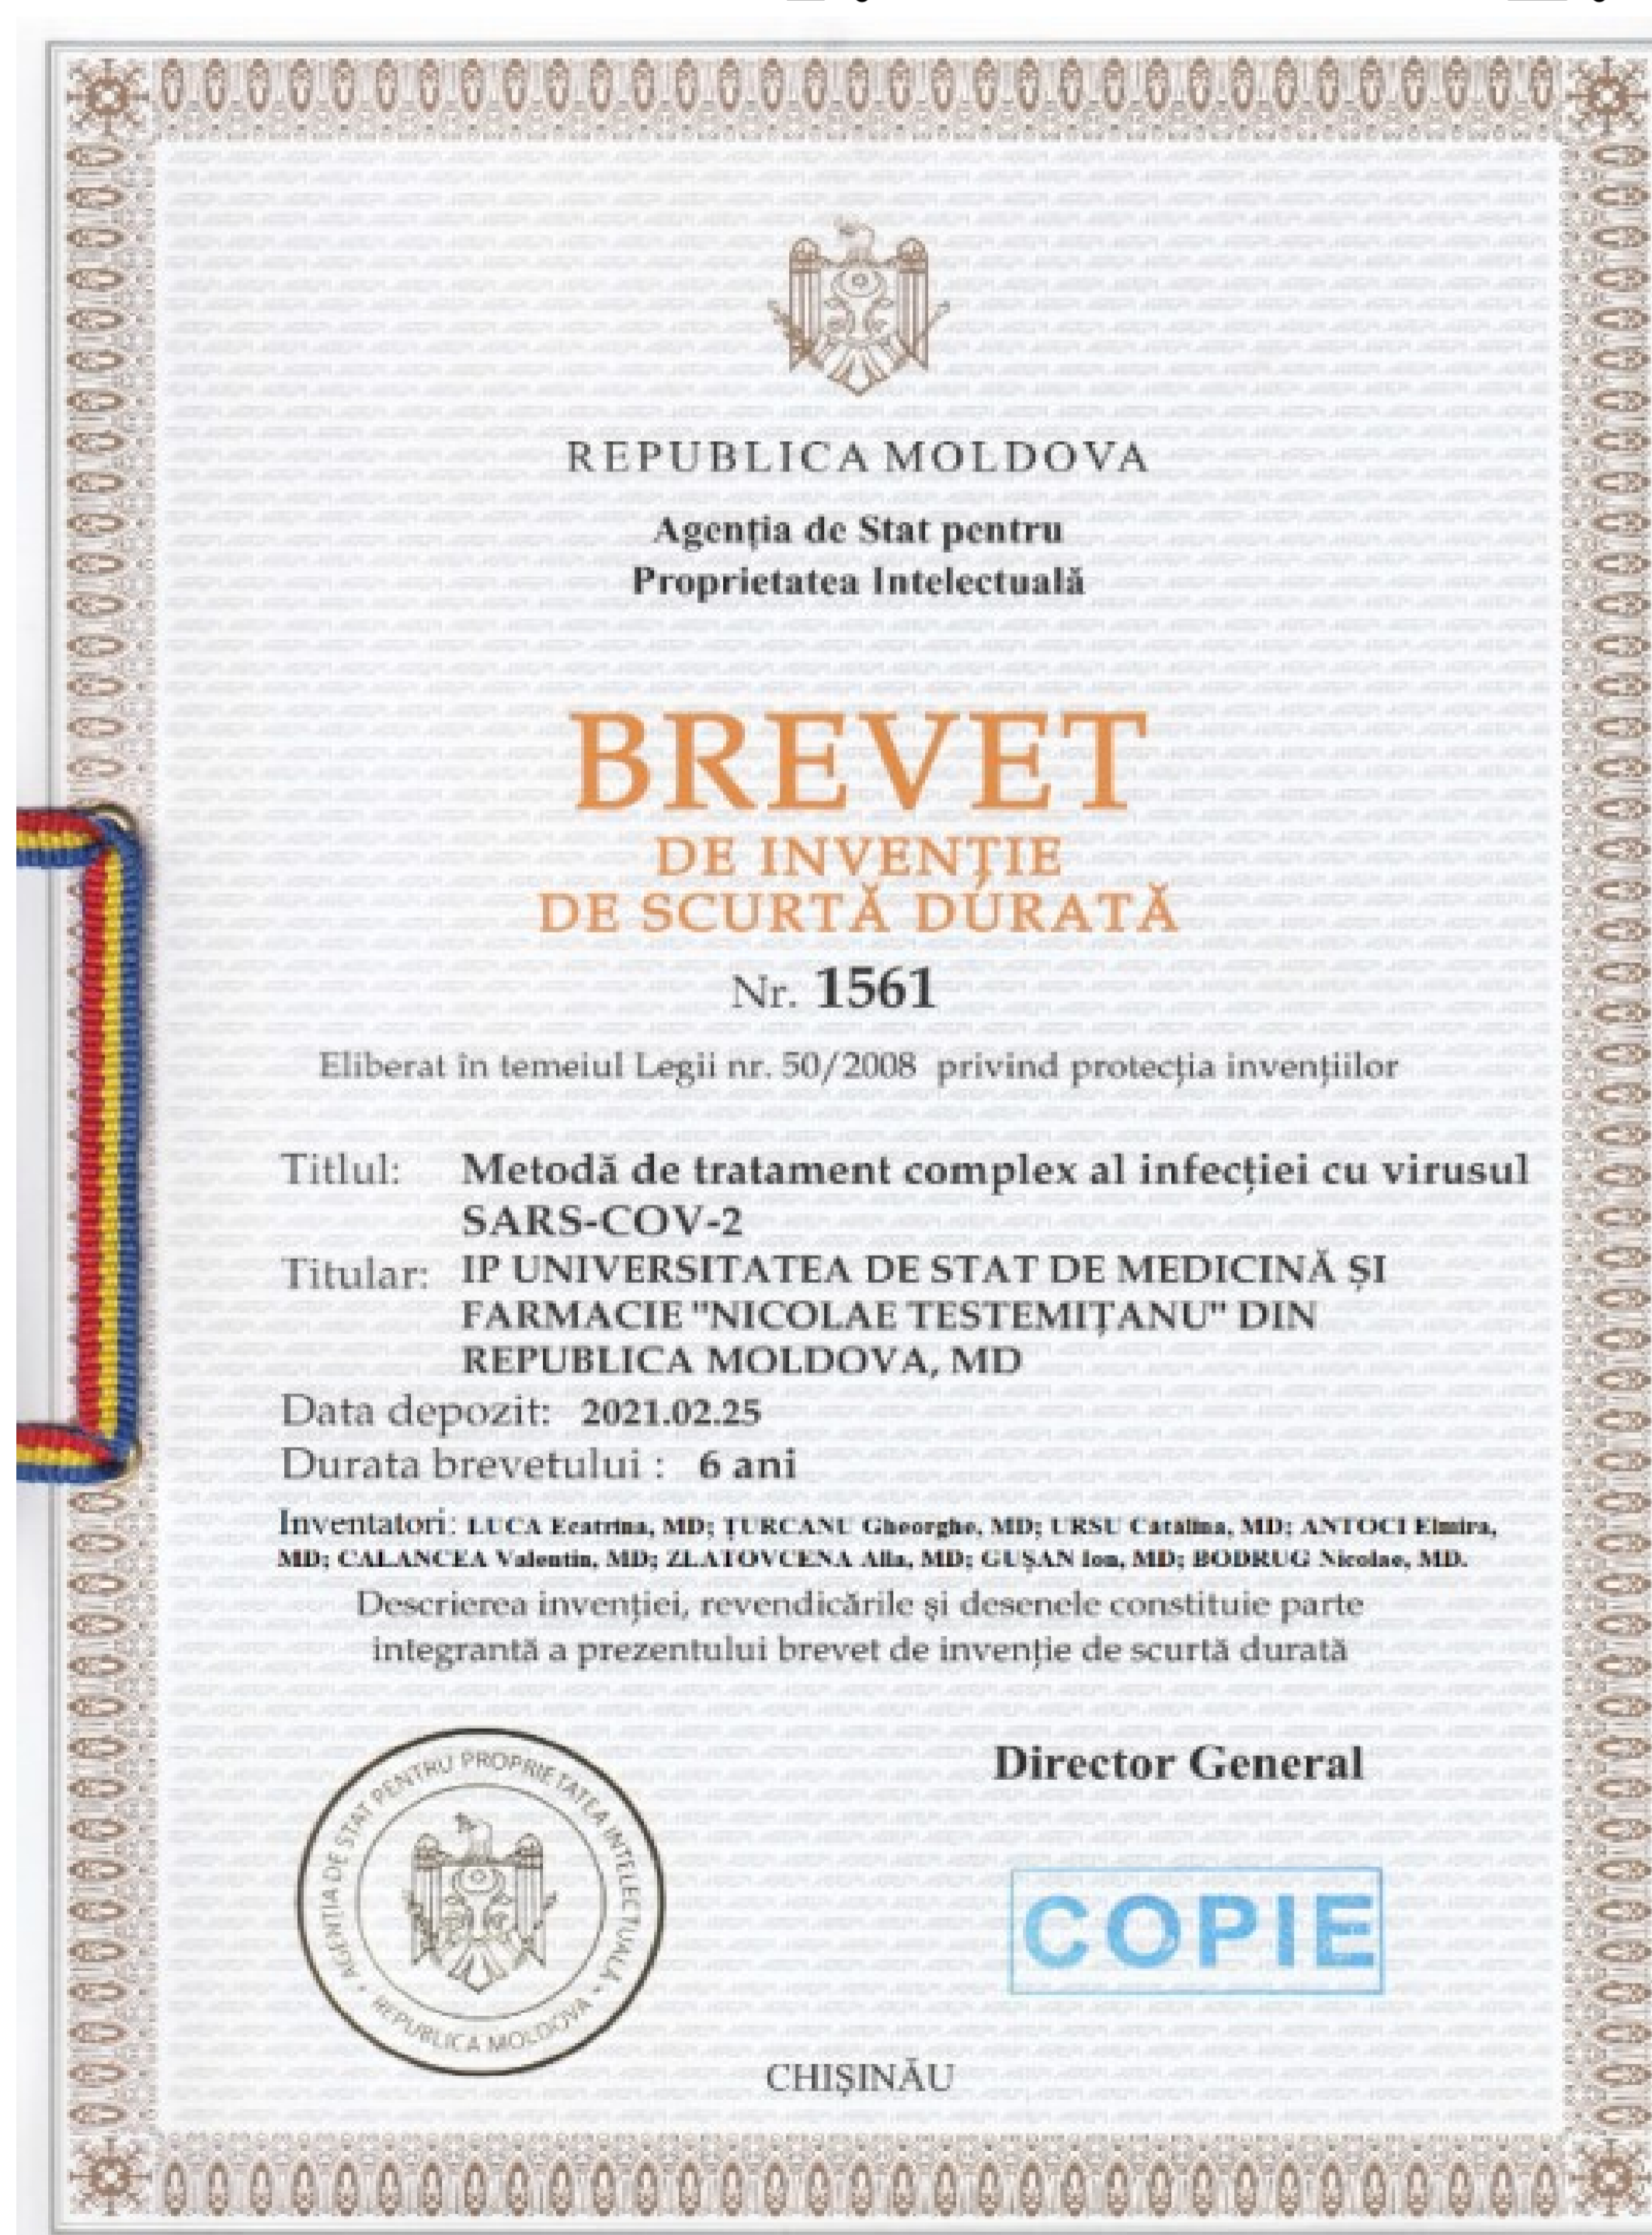 REPUBLICA MOLDOVA
Agenția de Stat pentru
Proprietatea Intelectuală
BREVET
DE INVENȚIE
DE SCURTĂ DURATĂ
Nr. 1561
Eliberat în temeiul Legii nr. 50/2008 privind protecția invențiilor
Titlul: Metodă de tratament complex al infecției cu virusul
SARS-COV-2
Titular: IP UNIVERSITATEA DE STAT DE MEDICINĂ ȘI
FARMACIE "NICOLAE TESTEMIȚANU" DIN
REPUBLICA MOLDOVA, MD
Data depozit: 2021.02.25
Durata brevetului : 6 ani
Inventatori: LUCA Ecatrina, MD; ȚURCANU Gheorghe, MD; URSU Catalina, MD; ANTOCI Elmira,
MD; CALANCEA Valentin, MD; ZLATOVCENA Alla, MD; GUȘAN Ion, MD; BODRUG Nicolae, MD.
Descrierea invenției, revendicările și desenele constituie parte
integrantă a prezentului brevet de invenție de scurtă durată
Director General
AGENȚIA DE STAT PENTRU PROPRIETATEA INTELECTUALĂ
REPUBLICA MOLDOVA
COPIE
CHIȘINĂU